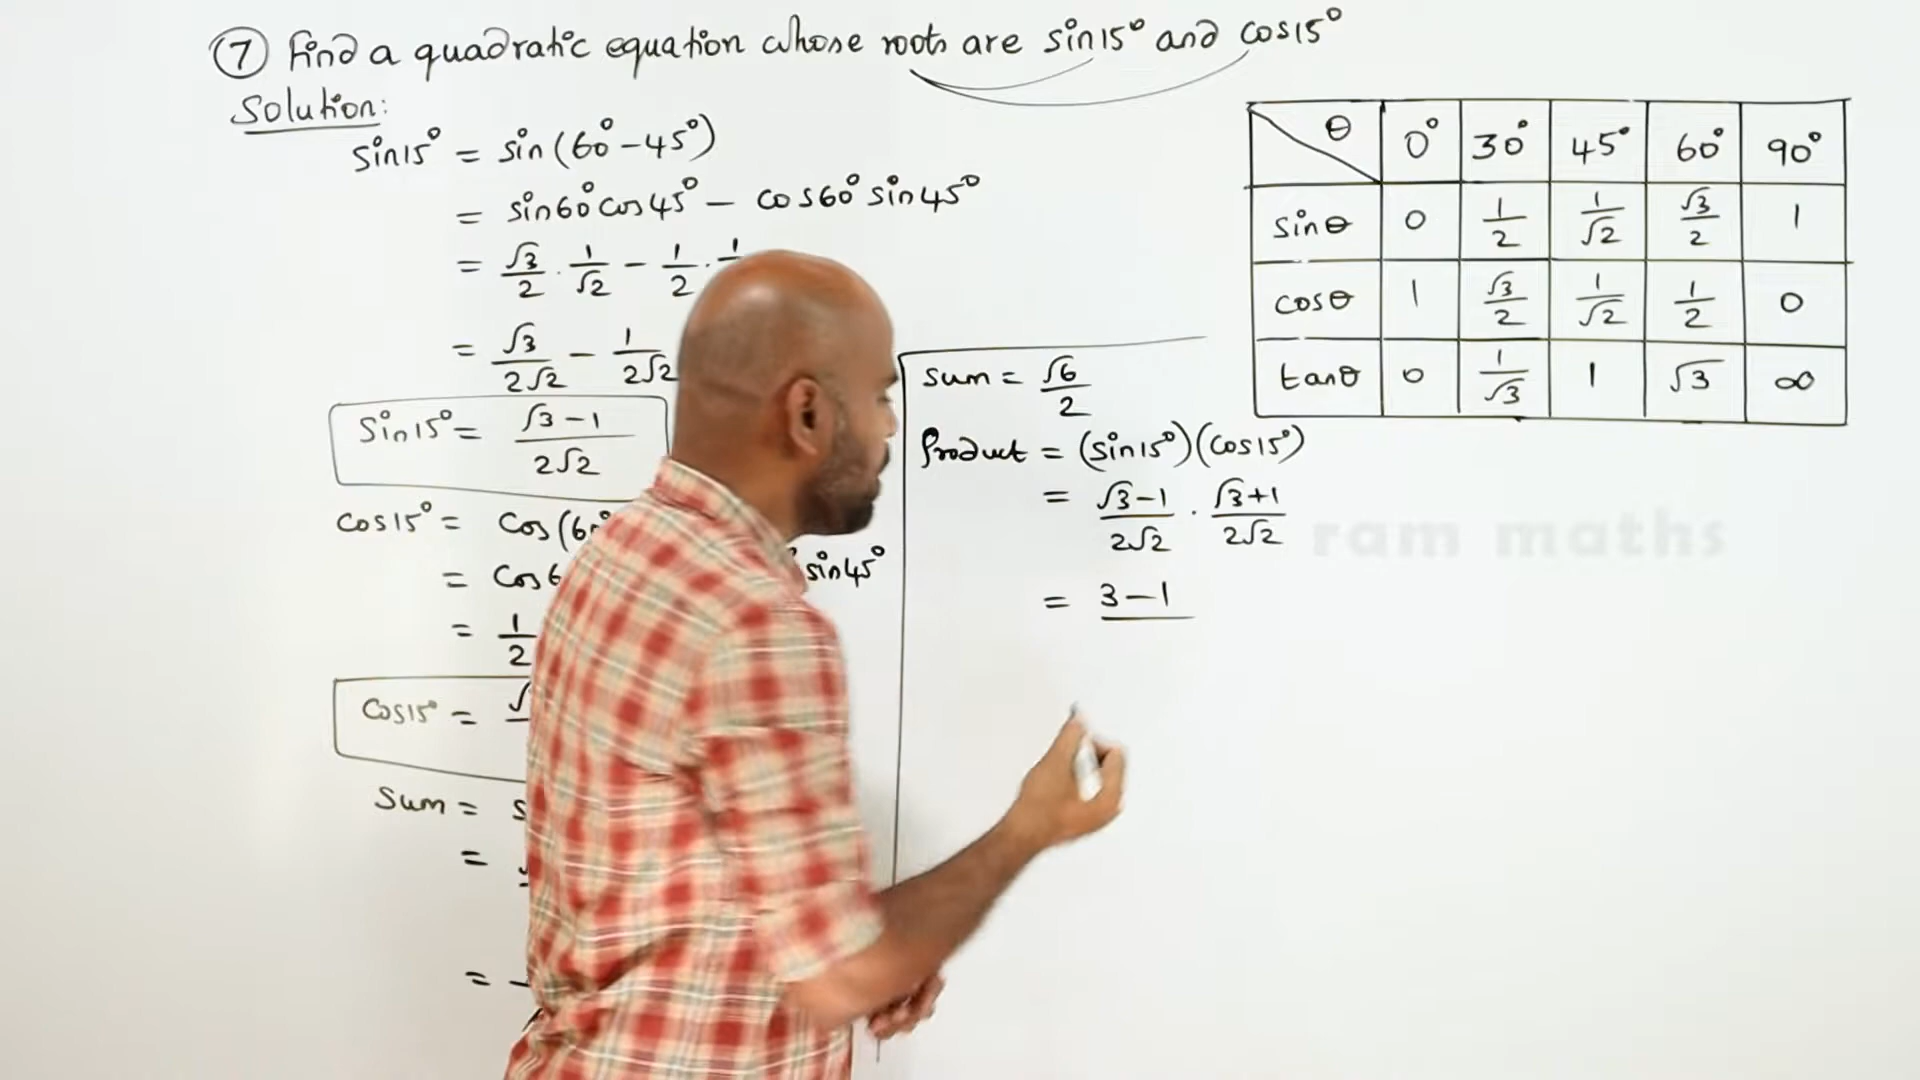 ⑦ Find a quadratic equation whose roots are sin15° and cos15°
Solution:
sin15° = sin(60° - 45°)
= sin60° cos45° - cos60° sin45°
= √3/2 . 1/√2 - 1/2 . 1
= √3/2√2 - 1/2√2
Sin15° = √3-1/2√2
Cos15° = Cos(6
= Cos6 sin45°
= 1/2
Cos15° = √
Sum = s
=
= -
Sum = √6/2
Product = (sin15°)(cos15°)
= √3-1/2√2 . √3+1/2√2
= 3-1
θ 0° 30° 45° 60° 90°
sinθ 0 1/2 1/√2 √3/2 1
cosθ 1 √3/2 1/√2 1/2 0
tanθ 0 1/√3 1 √3 ∞
ram maths